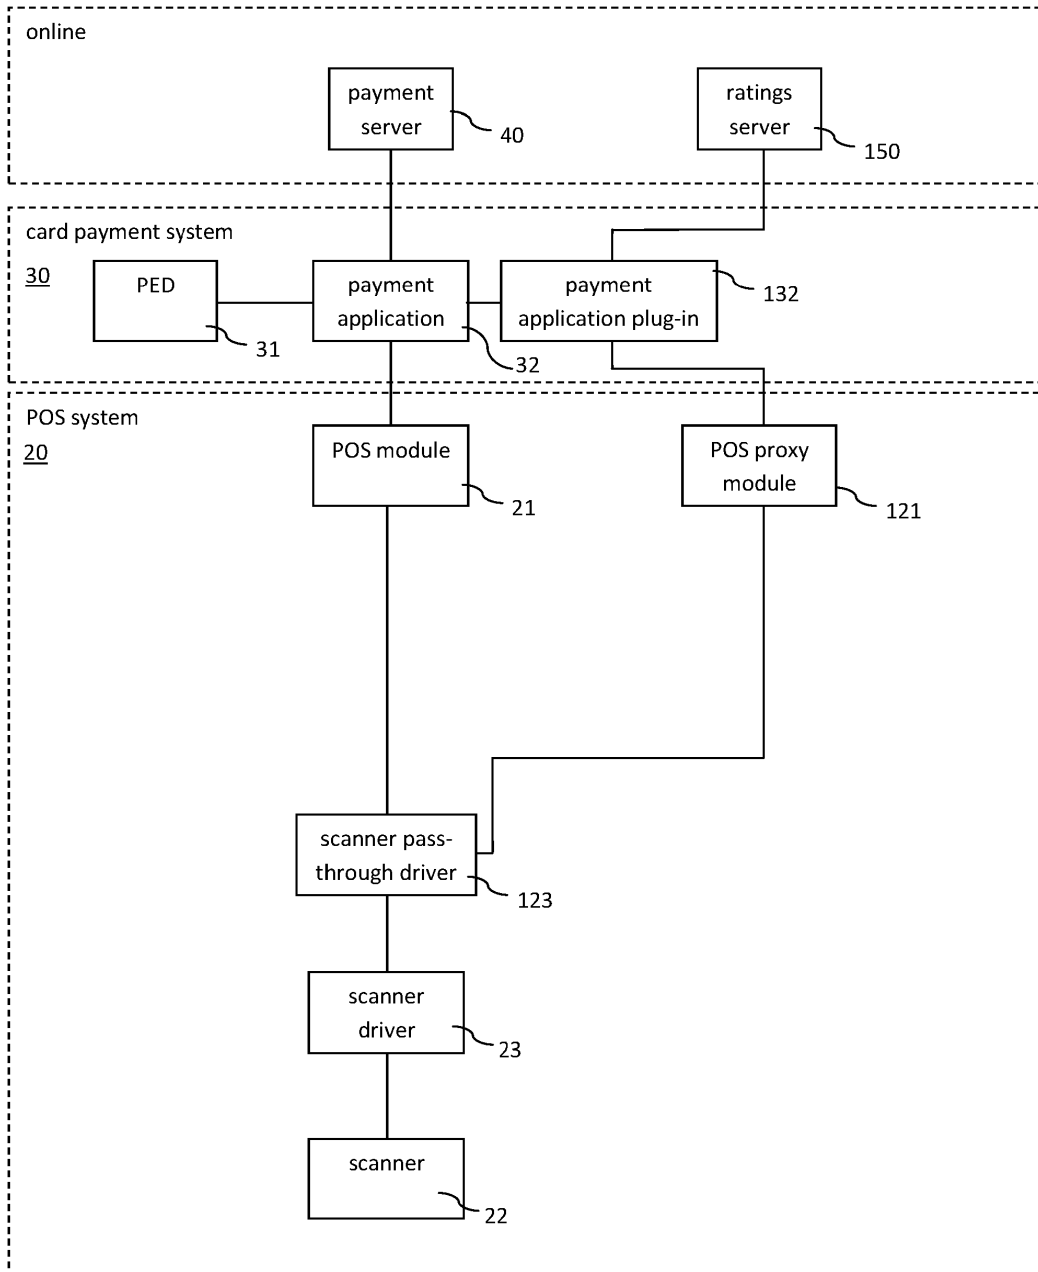 online
payment
server
40
ratings
server
150
card payment system
30
PED
31
payment
application
32
payment
application plug-in
132
POS system
20
POS module
21
POS proxy
module
121
scanner pass-
through driver
123
scanner
driver
23
scanner
22